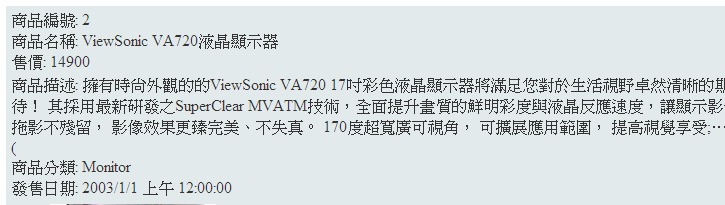 商品編號: 2
商品名稱: ViewSonic VA720液晶顯示器
售價: 14900
商品描述: 擁有時尚外觀的的ViewSonic VA720 17吋彩色液晶顯示器將滿足您對於生活視野卓然清晰的期
待！ 其採用最新研發之SuperClear MVATM技術，全面提升畫質的鮮明彩度與液晶反應速度，讓顯示影
拖影不殘留， 影像效果更臻完美、不失真。 170度超寬廣可視角， 可擴展應用範圍， 提高視覺享受;…
(
商品分類: Monitor
發售日期: 2003/1/1 上午 12:00:00